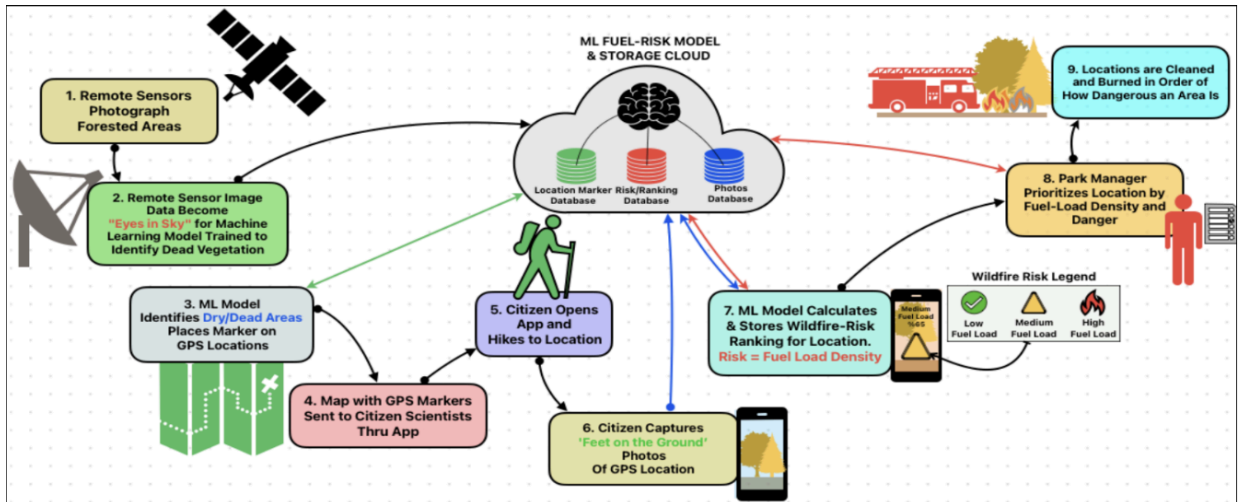 ML FUEL-RISK MODEL
& STORAGE CLOUD
1. Remote Sensors
Photograph
Forested Areas
2. Remote Sensor Image
Data Become
"Eyes in Sky" for Machine
Learning Model Trained to
Identify Dead Vegetation
Location Marker
Database
Risk/Ranking
Database
Photos
Database
3. ML Model
Identifies Dry/Dead Areas
Places Marker on
GPS Locations
4. Map with GPS Markers
Sent to Citizen Scientists
Thru App
5. Citizen Opens
App and
Hikes to Location
6. Citizen Captures
'Feet on the Ground'
Photos
Of GPS Location
7. ML Model Calculates
& Stores Wildfire-Risk
Ranking for Location.
Risk = Fuel Load Density
Medium
Fuel Load
%65
Wildfire Risk Legend
Low
Fuel Load
Medium
Fuel Load
High
Fuel Load
8. Park Manager
Prioritizes Location by
Fuel-Load Density and
Danger
9. Locations are Cleaned
and Burned in Order of
How Dangerous an Area Is